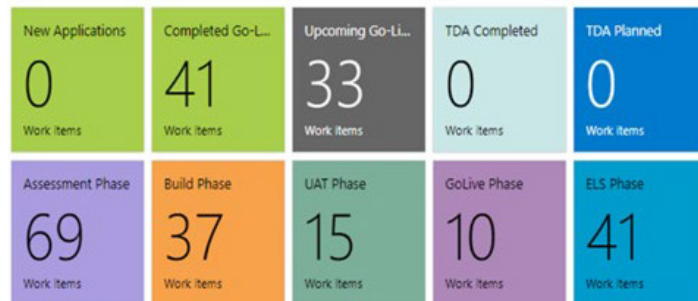 New Applications
Completed Go-L...
Upcoming Go-Li...
TDA Completed
TDA Planned
0
41
33
0
0
Work items
Work items
Work items
Work items
Work items
Assessment Phase
Build Phase
UAT Phase
GoLive Phase
ELS Phase
69
37
15
10
41
Work items
Work items
Work items
Work items
Work items